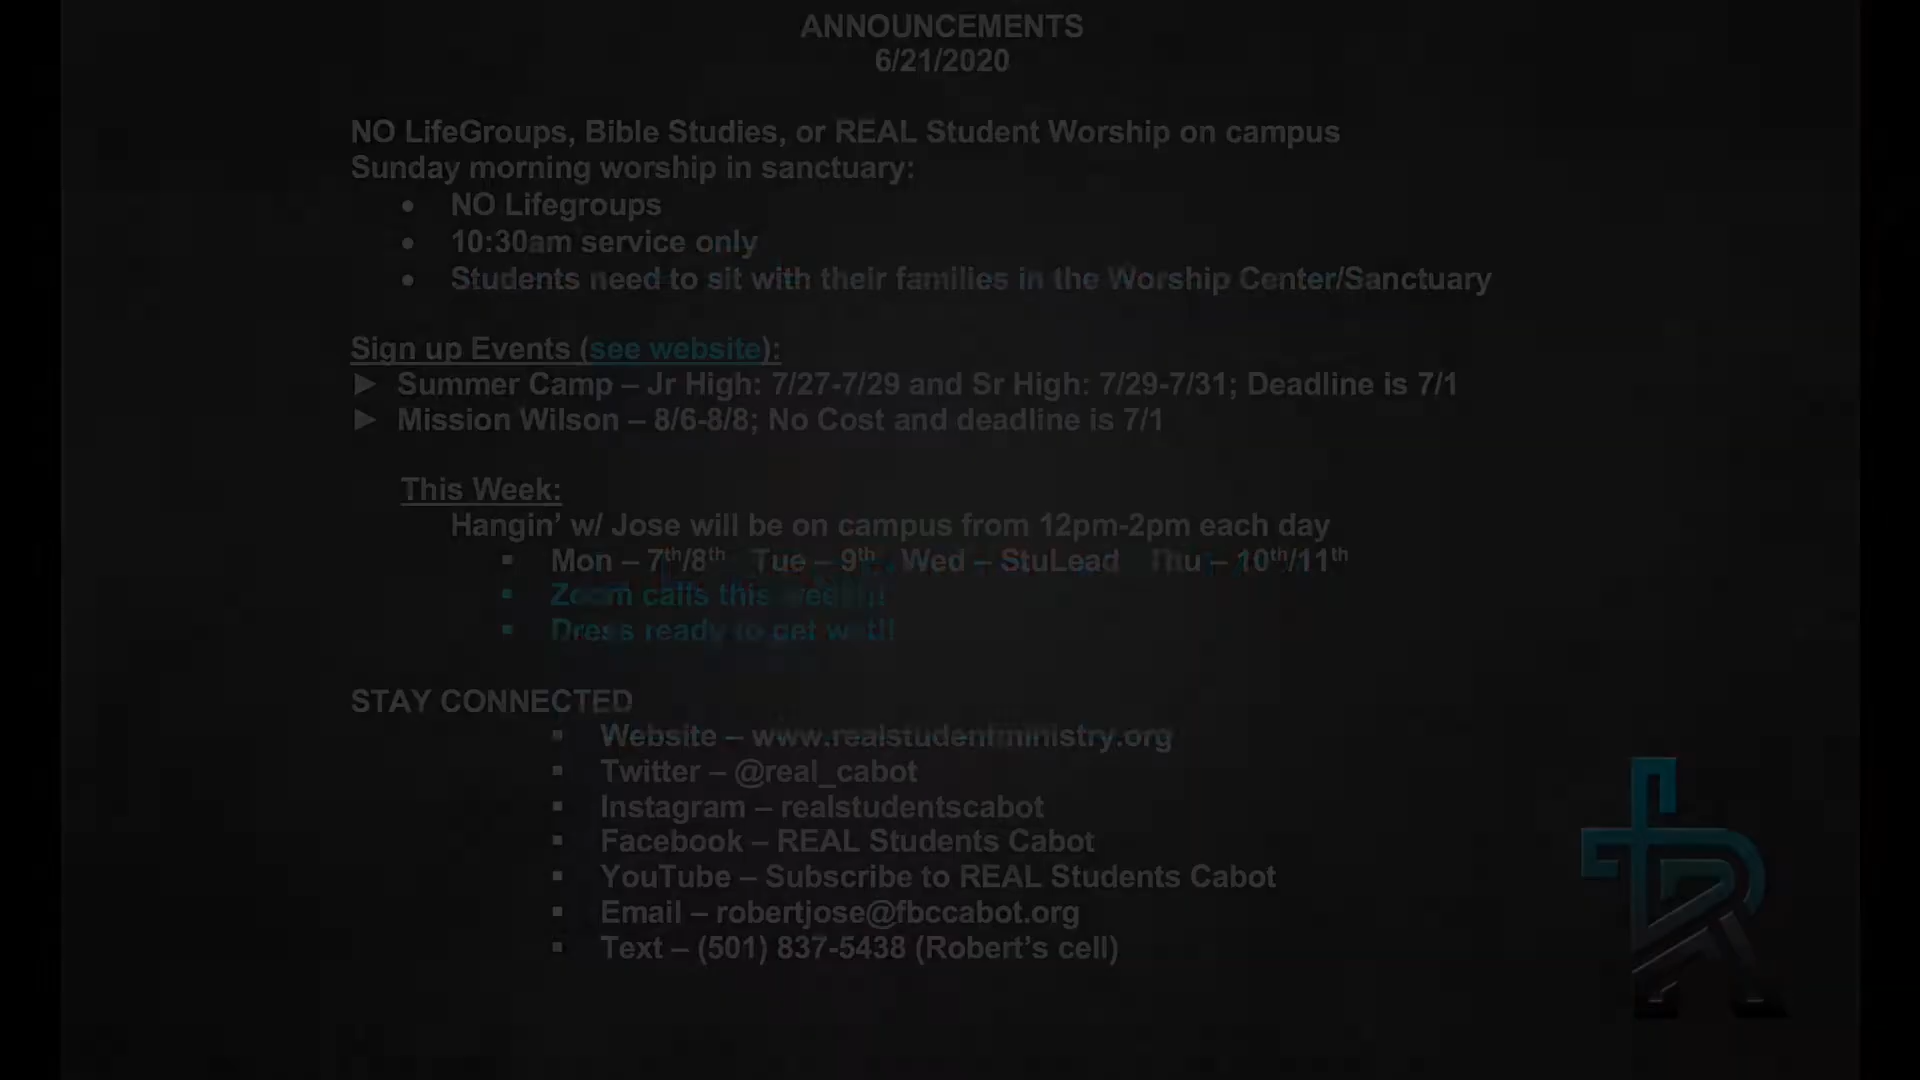 ANNOUNCEMENTS
6/21/2020
NO LifeGroups, Bible Studies, or REAL Student Worship on campus
Sunday morning worship in sanctuary:
• NO Lifegroups
• 10:30am service only
• Students need to sit with their families in the Worship Center/Sanctuary
Sign up Events (see website):
► Summer Camp – Jr High: 7/27-7/29 and Sr High: 7/29-7/31; Deadline is 7/1
► Mission Wilson – 8/6-8/8; No Cost and deadline is 7/1
This Week:
Hangin’ w/ Jose will be on campus from 12pm-2pm each day
▪ Mon – 7th/8th Tue – 9th Wed – StuLead Thu – 10th/11th
▪ Zoom calls this week!!
▪ Dress ready to get wet!!
STAY CONNECTED
▪ Website – www.realstudentministry.org
▪ Twitter – @real_cabot
▪ Instagram – realstudentscabot
▪ Facebook – REAL Students Cabot
▪ YouTube – Subscribe to REAL Students Cabot
▪ Email – robertjose@fbccabot.org
▪ Text – (501) 837-5438 (Robert’s cell)